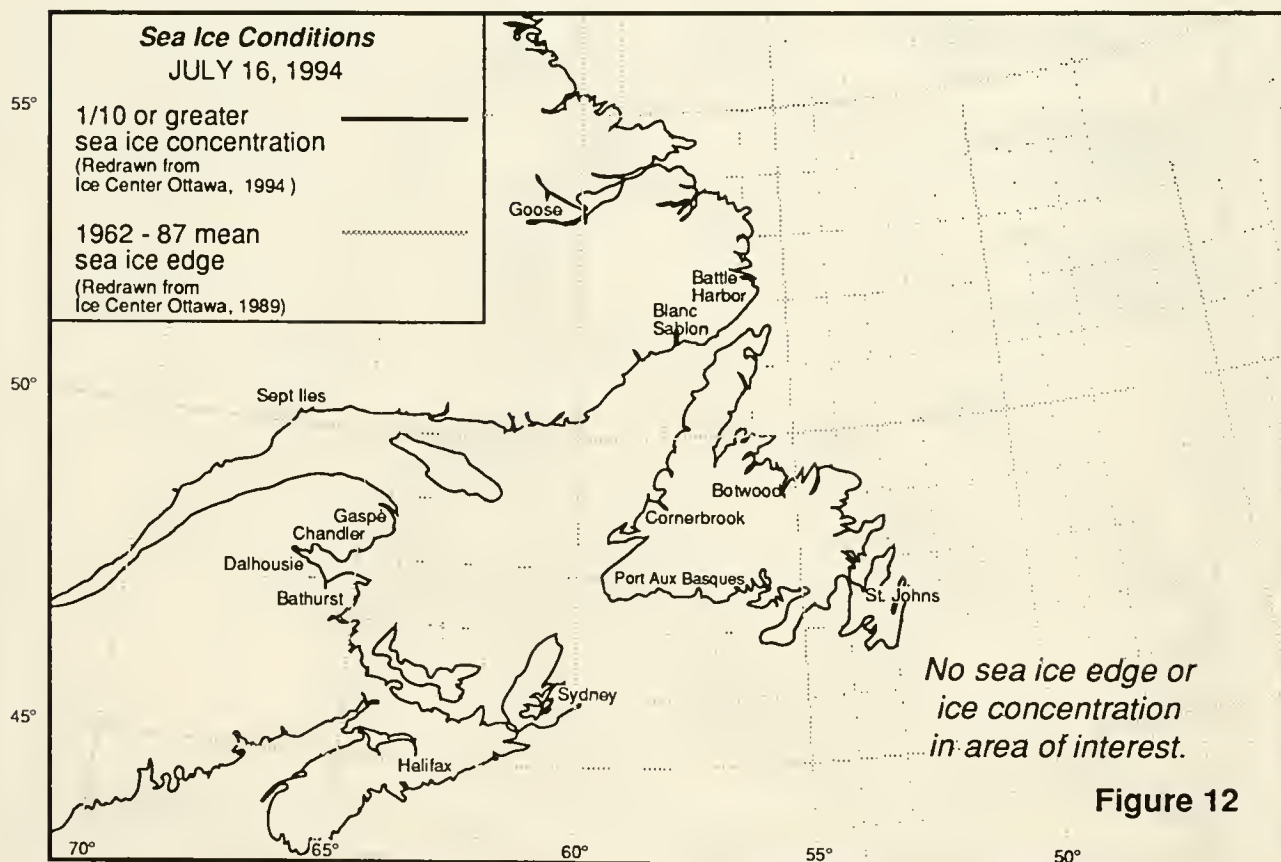 Sea Ice Conditions
JULY 16, 1994
1/10 or greater
sea ice concentration
(Redrawn from
Ice Center Ottawa, 1994 )
1962 - 87 mean
sea ice edge
(Redrawn from
Ice Center Ottawa, 1989)
55°
50°
45°
Goose
Battle
Harbor
Blanc
Sablon
Sept Iles
Botwood
Cornerbrook
Gaspè
Chandler
Dalhousie
Bathurst
Port Aux Basques
St. Johns
Sydney
Halifax
No sea ice edge or
ice concentration
in area of interest.
Figure 12
70°
65°
60°
55°
50°